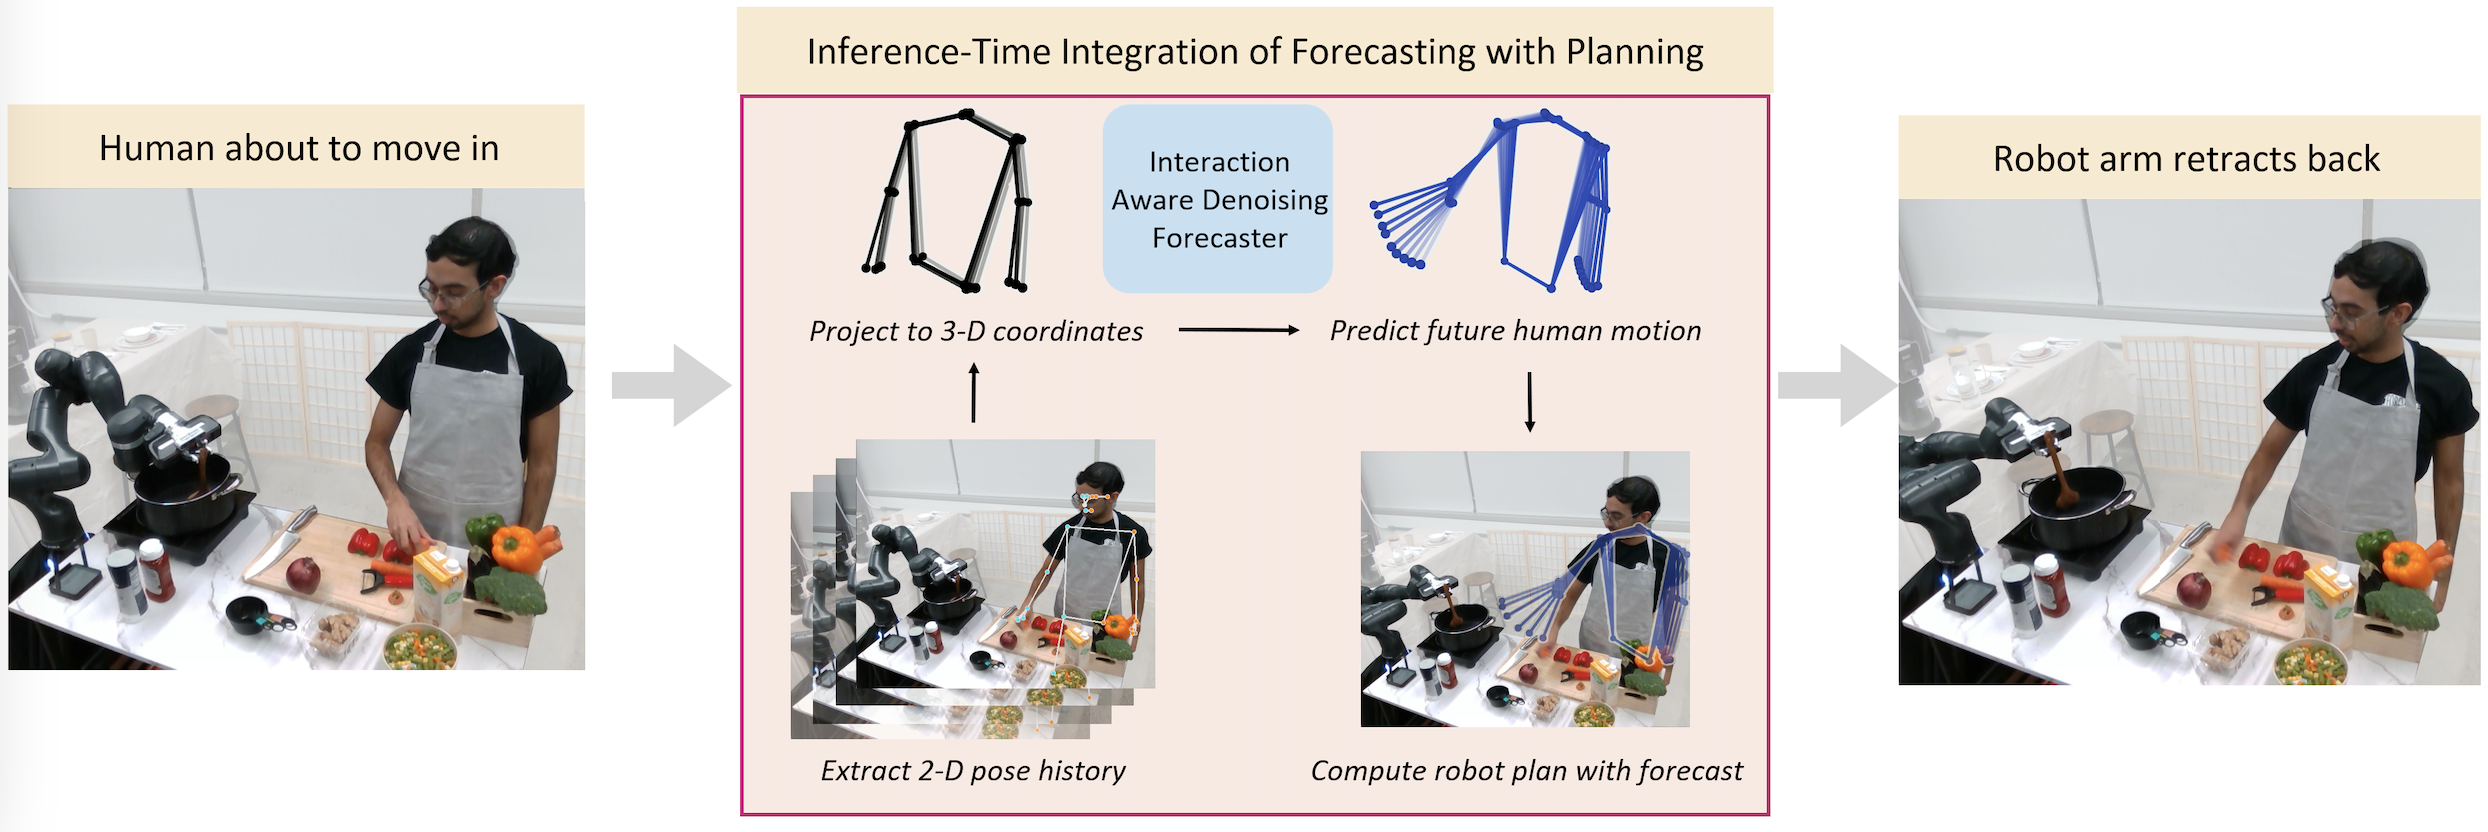 Human about to move in
Inference-Time Integration of Forecasting with Planning
Interaction
Aware Denoising
Forecaster
Project to 3-D coordinates
Predict future human motion
Extract 2-D pose history
Compute robot plan with forecast
Robot arm retracts back